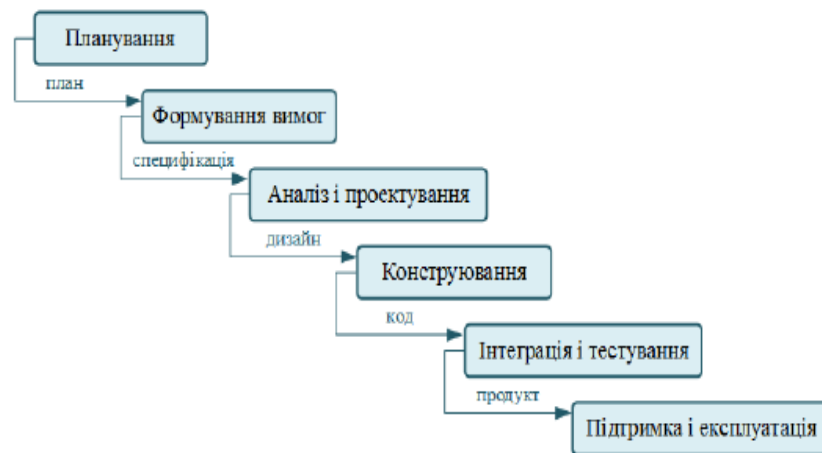 Планування
план
Формування вимог
специфікація
Аналіз і проектування
дизайн
Конструювання
код
Інтеграція і тестування
продукт
Підтримка і експлуатація